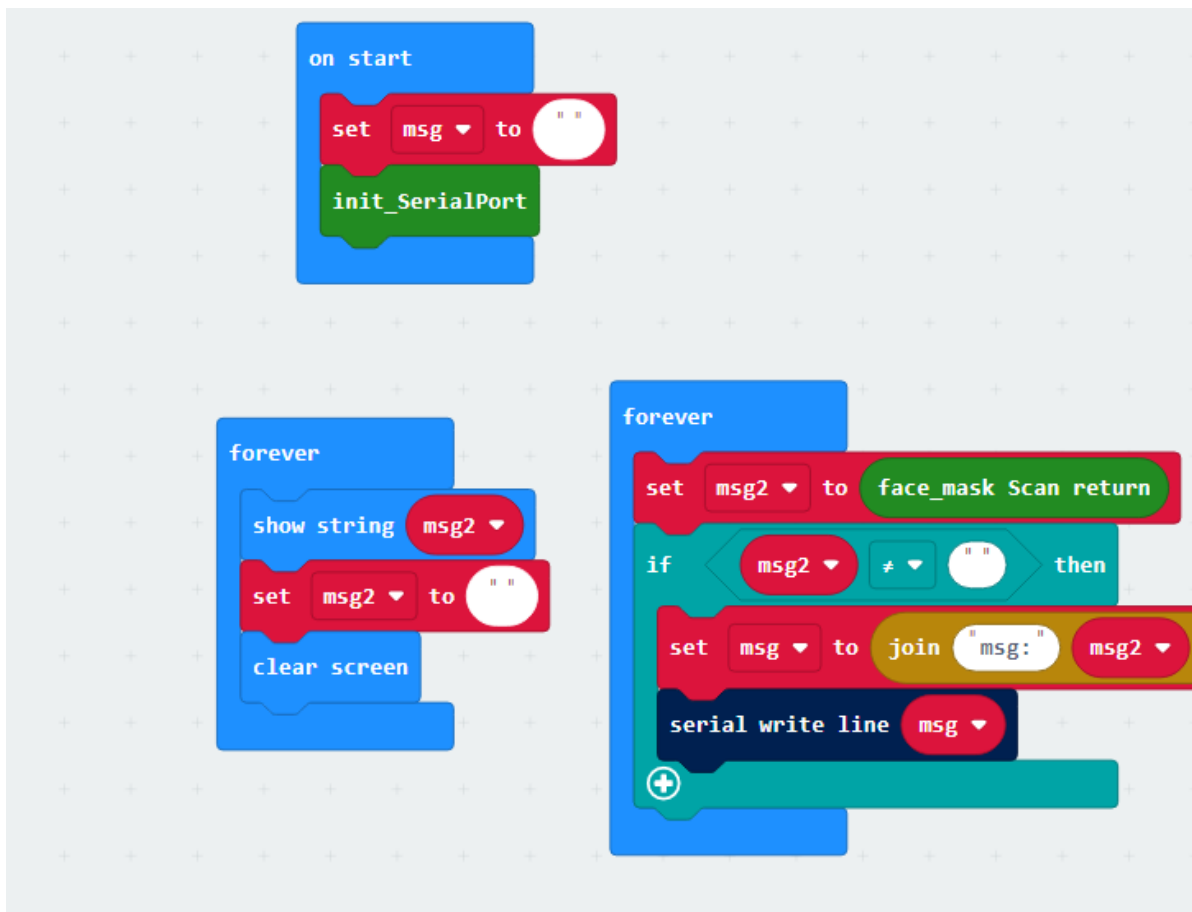 on start
set msg to " "
init_SerialPort
forever
show string msg2
set msg2 to " "
clear screen
forever
set msg2 to face_mask Scan return
if msg2 ≠ " " then
set msg to join "msg:" msg2
serial write line msg